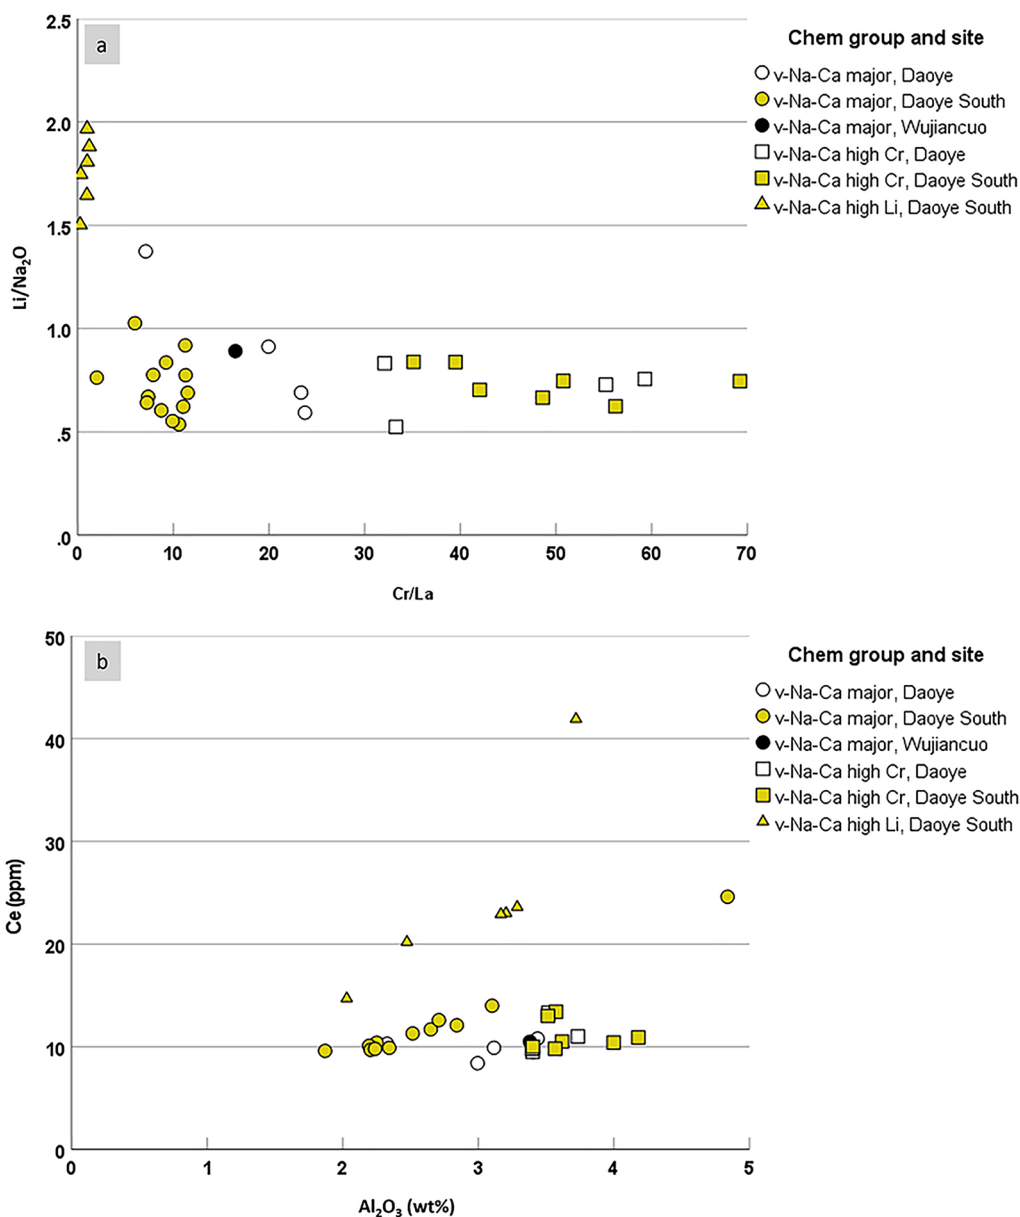 a
2.5
2.0
1.5
1.0
.5
.0
Li/Na₂O
0 10 20 30 40 50 60 70
Cr/La
Chem group and site
v-Na-Ca major, Daoye
v-Na-Ca major, Daoye South
v-Na-Ca major, Wujiancuo
v-Na-Ca high Cr, Daoye
v-Na-Ca high Cr, Daoye South
v-Na-Ca high Li, Daoye South
b
50
40
30
20
10
0
Ce (ppm)
0 1 2 3 4 5
Al₂O₃ (wt%)
Chem group and site
v-Na-Ca major, Daoye
v-Na-Ca major, Daoye South
v-Na-Ca major, Wujiancuo
v-Na-Ca high Cr, Daoye
v-Na-Ca high Cr, Daoye South
v-Na-Ca high Li, Daoye South